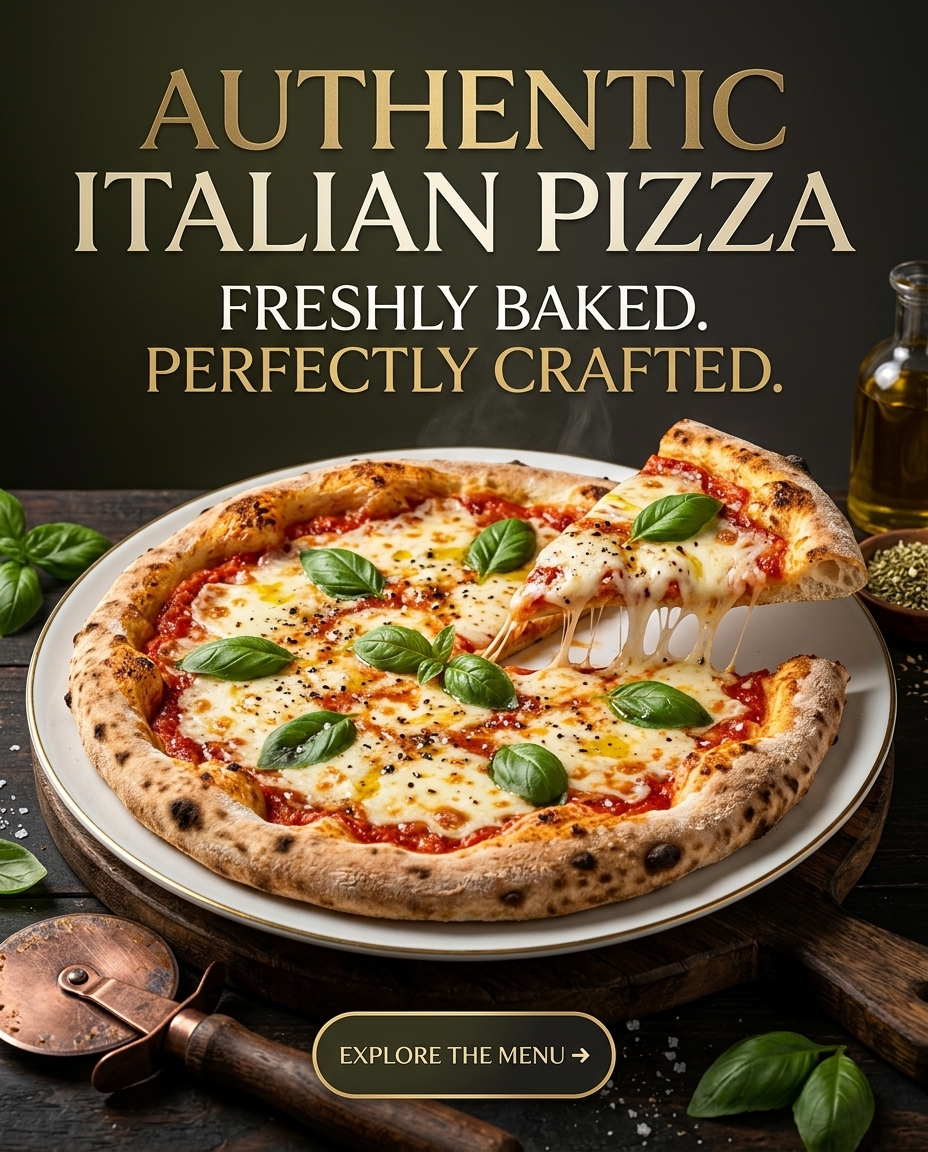 AUTHENTIC
ITALIAN PIZZA
FRESHLY BAKED.
PERFECTLY CRAFTED.
EXPLORE THE MENU →